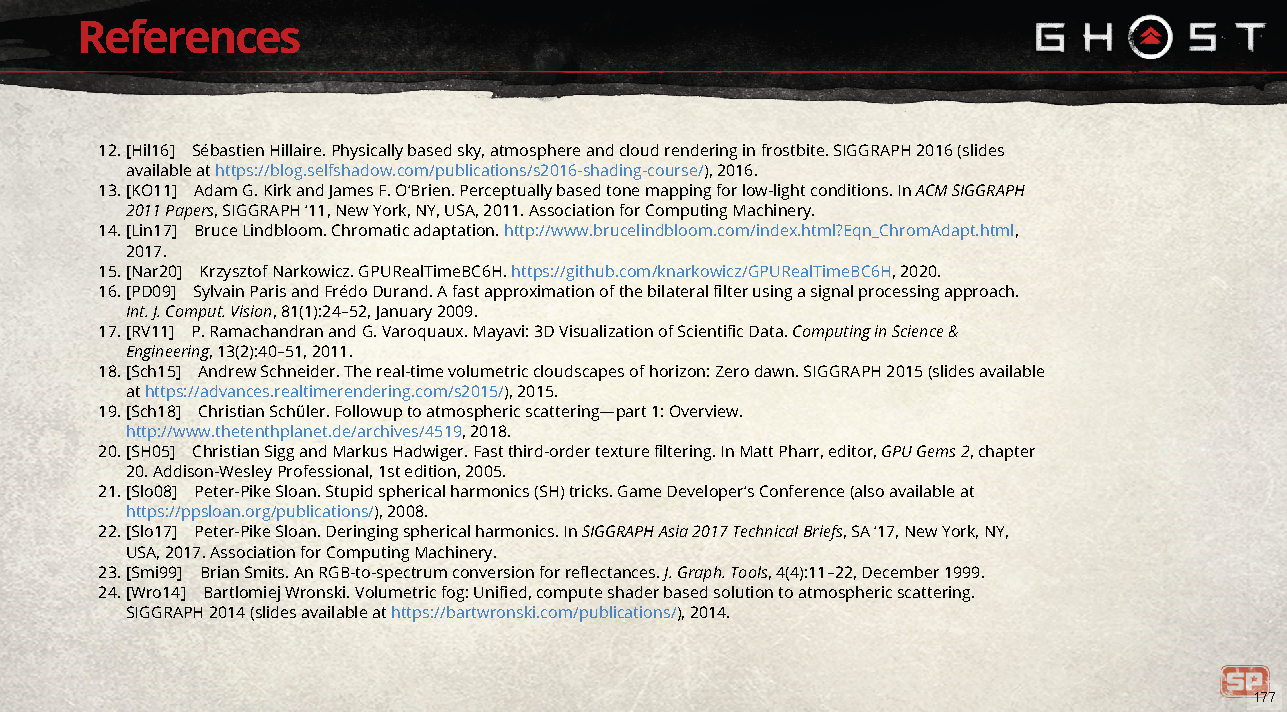 References
GHOST
12. [Hil16] Sébastien Hillaire. Physically based sky, atmosphere and cloud rendering in frostbite. SIGGRAPH 2016 (slides
available at https://blog.selfshadow.com/publications/s2016-shading-course/), 2016.
13. [KO11] Adam G. Kirk and James F. O’Brien. Perceptually based tone mapping for low-light conditions. In ACM SIGGRAPH
2011 Papers, SIGGRAPH ‘11, New York, NY, USA, 2011. Association for Computing Machinery.
14. [Lin17] Bruce Lindbloom. Chromatic adaptation. http://www.brucelindbloom.com/index.html?Eqn_ChromAdapt.html,
2017.
15. [Nar20] Krzysztof Narkowicz. GPURealTimeBC6H. https://github.com/knarkowicz/GPURealTimeBC6H, 2020.
16. [PD09] Sylvain Paris and Frédo Durand. A fast approximation of the bilateral filter using a signal processing approach.
Int. J. Comput. Vision, 81(1):24–52, January 2009.
17. [RV11] P. Ramachandran and G. Varoquaux. Mayavi: 3D Visualization of Scientific Data. Computing in Science &
Engineering, 13(2):40–51, 2011.
18. [Sch15] Andrew Schneider. The real-time volumetric cloudscapes of horizon: Zero dawn. SIGGRAPH 2015 (slides available
at https://advances.realtimerendering.com/s2015/), 2015.
19. [Sch18] Christian Schüler. Followup to atmospheric scattering—part 1: Overview.
http://www.thetenthplanet.de/archives/4519, 2018.
20. [SH05] Christian Sigg and Markus Hadwiger. Fast third-order texture filtering. In Matt Pharr, editor, GPU Gems 2, chapter
20. Addison-Wesley Professional, 1st edition, 2005.
21. [Slo08] Peter-Pike Sloan. Stupid spherical harmonics (SH) tricks. Game Developer’s Conference (also available at
https://ppsloan.org/publications/), 2008.
22. [Slo17] Peter-Pike Sloan. Deringing spherical harmonics. In SIGGRAPH Asia 2017 Technical Briefs, SA ‘17, New York, NY,
USA, 2017. Association for Computing Machinery.
23. [Smi99] Brian Smits. An RGB-to-spectrum conversion for reflectances. J. Graph. Tools, 4(4):11–22, December 1999.
24. [Wro14] Bartlomiej Wronski. Volumetric fog: Unified, compute shader based solution to atmospheric scattering.
SIGGRAPH 2014 (slides available at https://bartwronski.com/publications/), 2014.
SP
177